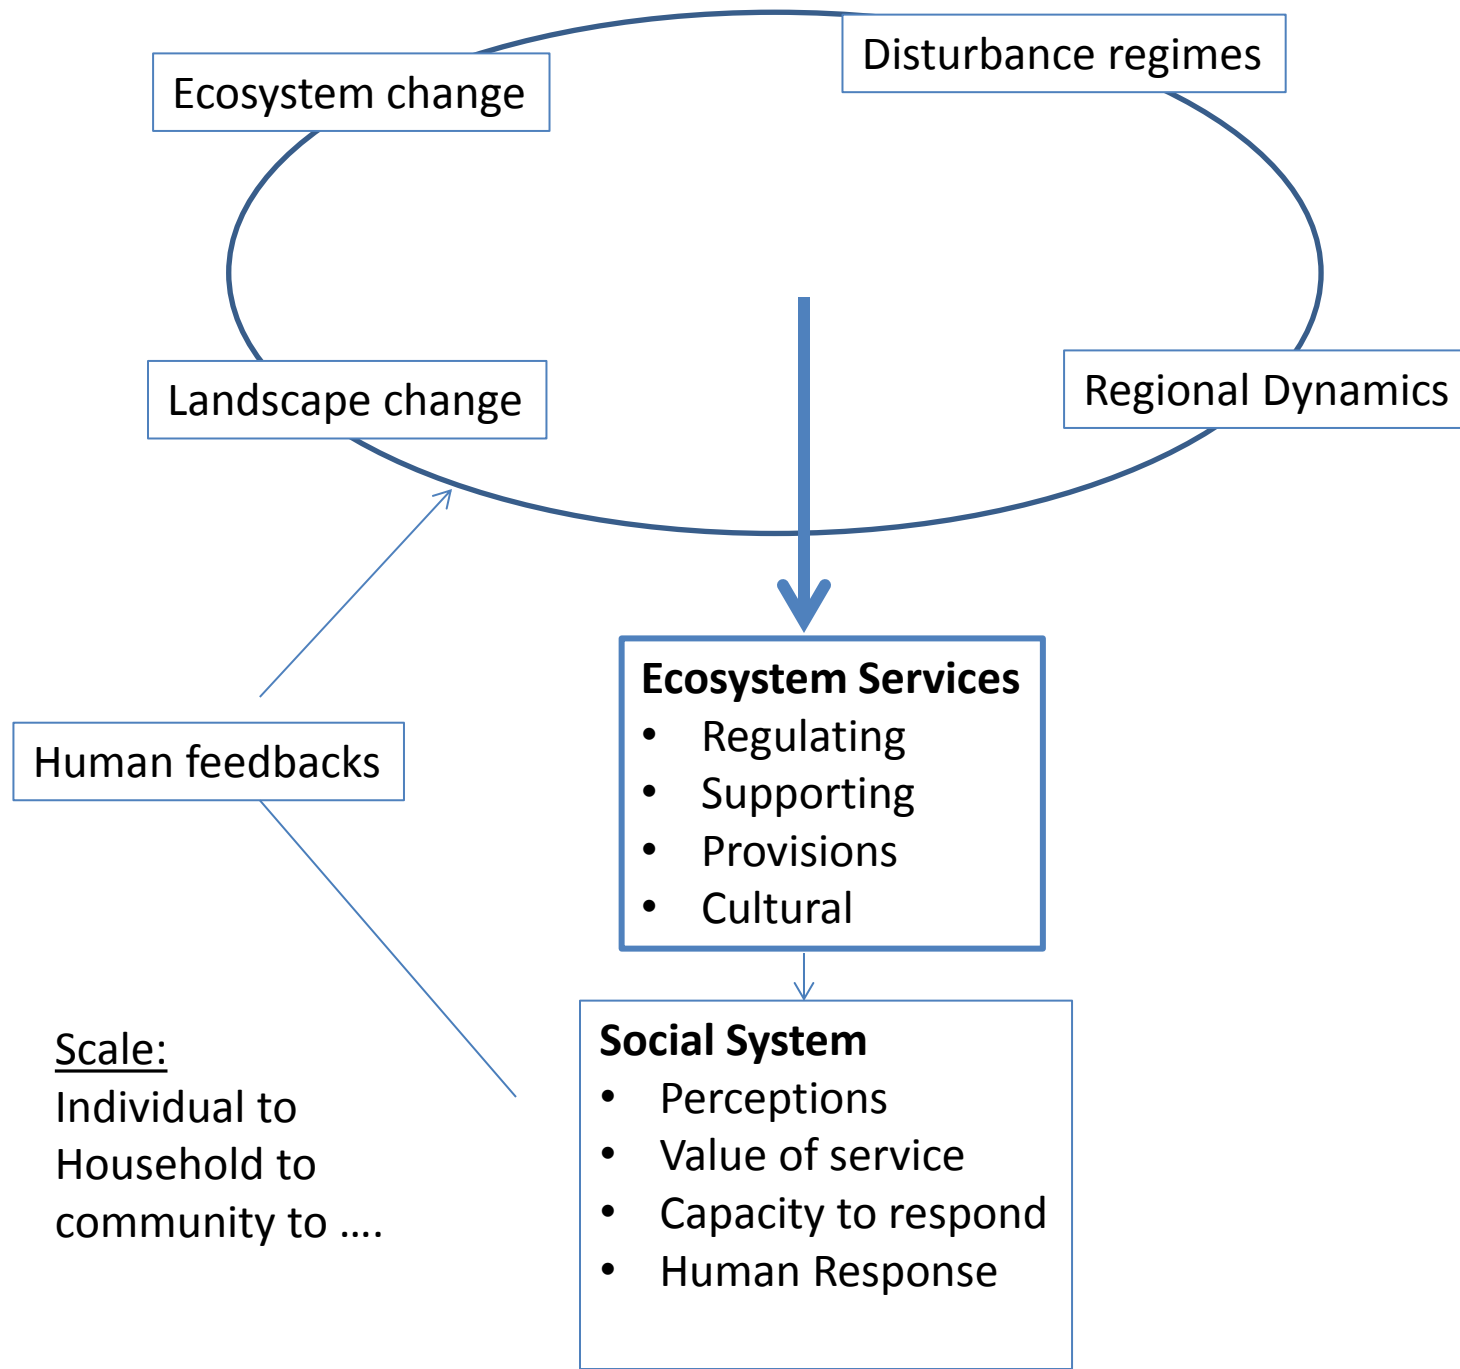 Ecosystem change
Disturbance regimes
Landscape change
Regional Dynamics
Human feedbacks
Ecosystem Services
• Regulating
• Supporting
• Provisions
• Cultural
Social System
• Perceptions
• Value of service
• Capacity to respond
• Human Response
Scale:
Individual to
Household to
community to ....